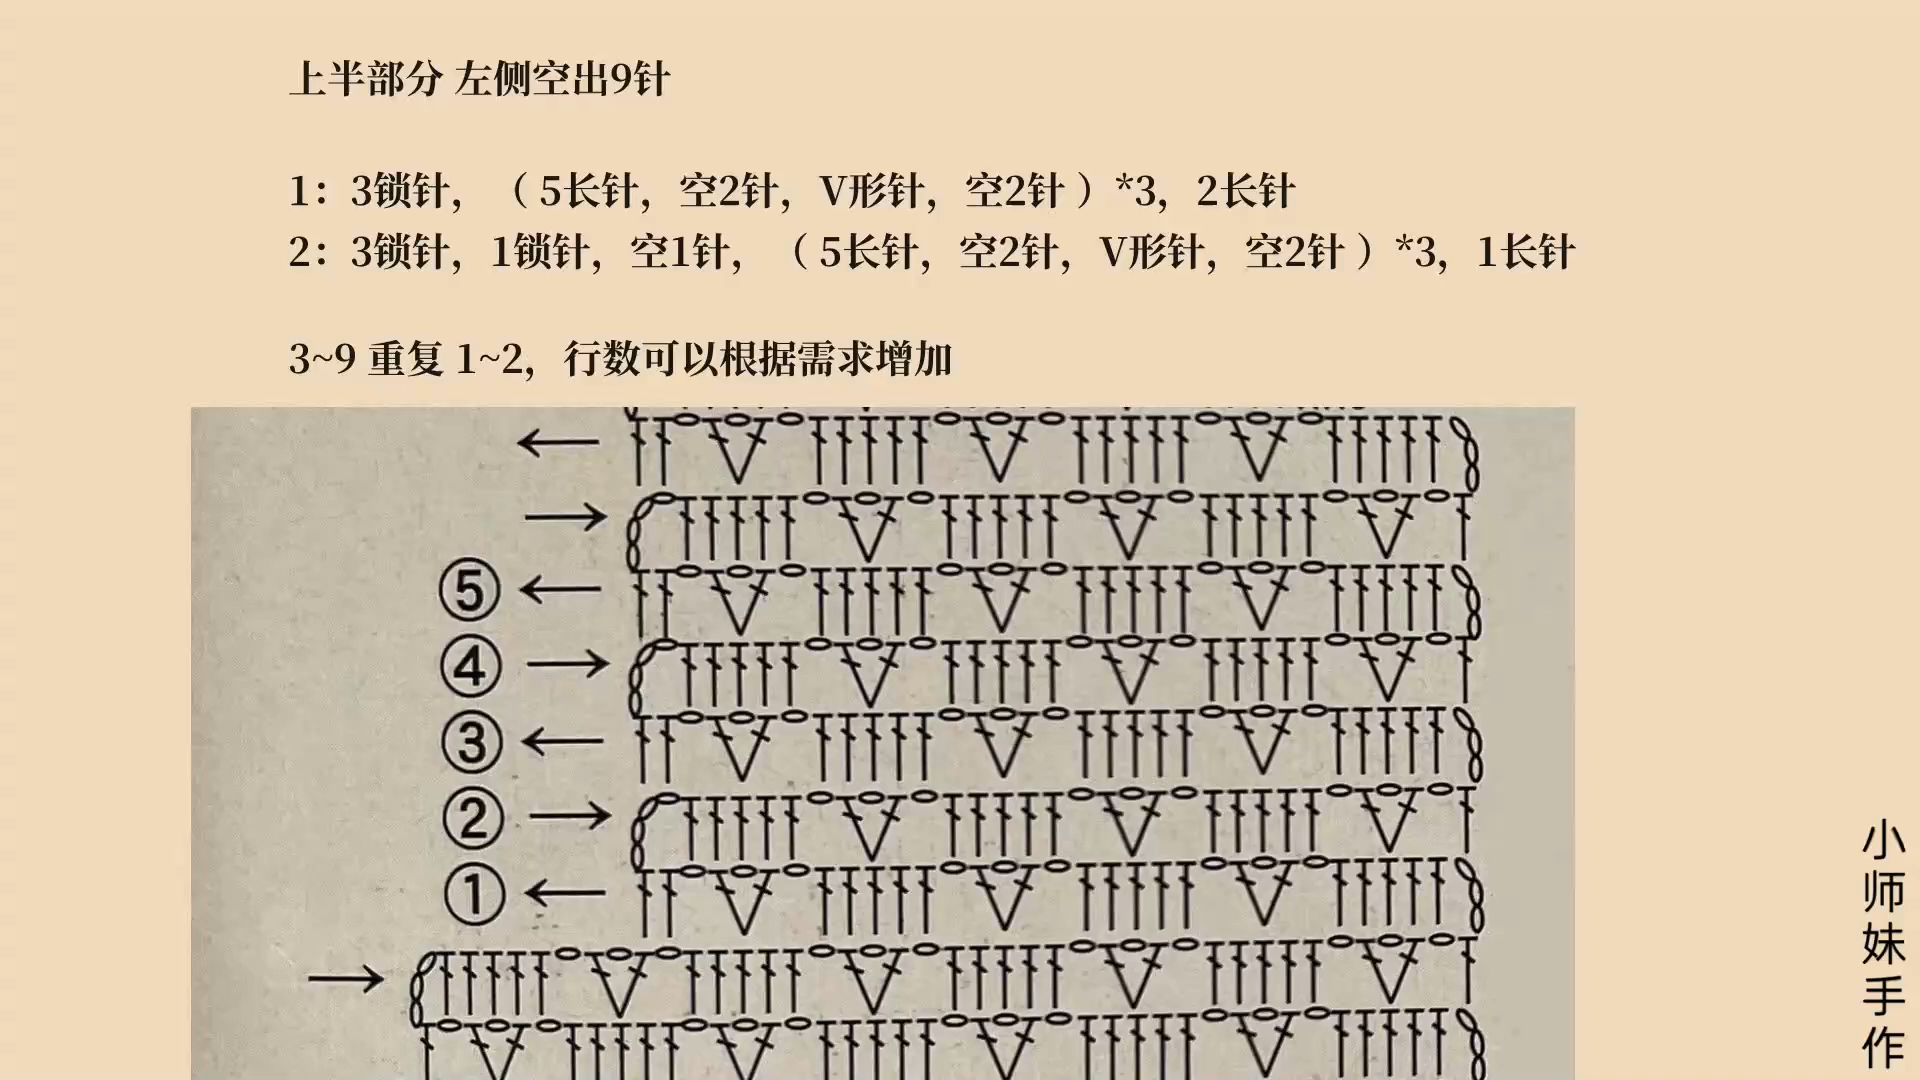 上半部分 左侧空出9针
1：3锁针，（5长针，空2针，V形针，空2针）*3，2长针
2：3锁针，1锁针，空1针，（5长针，空2针，V形针，空2针）*3，1长针
3~9 重复 1~2，行数可以根据需求增加
⑤
④
③
②
①
小师妹手作